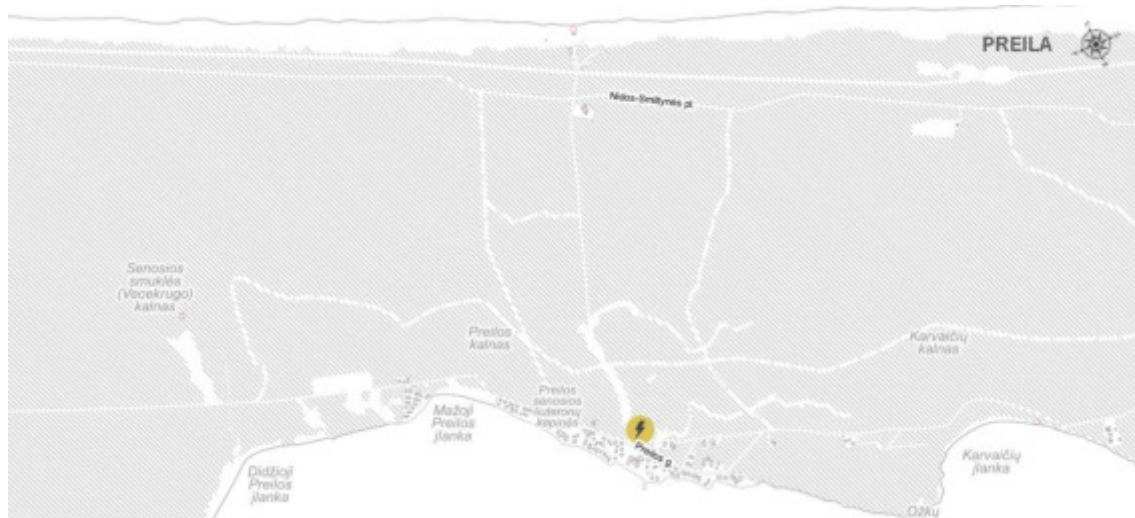 PREILA
Nidos-Smiltynės pl.
Senosios
smuklės
(Vecekrugo)
kalnas
Preilos
kalnas
Karvaičių
kalnas
Preilos
senosios
liuteronų
kapinės
Mažoji
Preilos
įlanka
Preilos g.
Karvaičių
įlanka
Didžioji
Preilos
įlanka
Ožkų